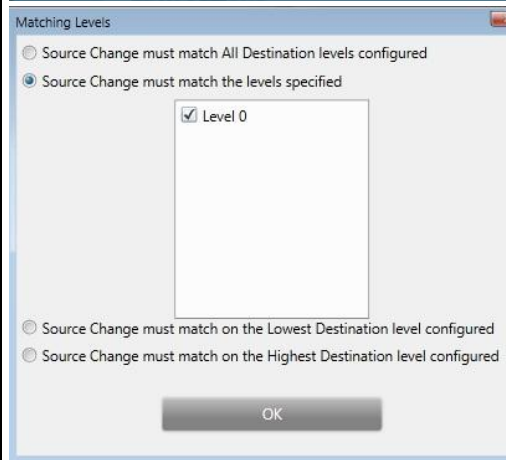 Matching Levels
Source Change must match All Destination levels configured
Source Change must match the levels specified
Level 0
Source Change must match on the Lowest Destination level configured
Source Change must match on the Highest Destination level configured
OK